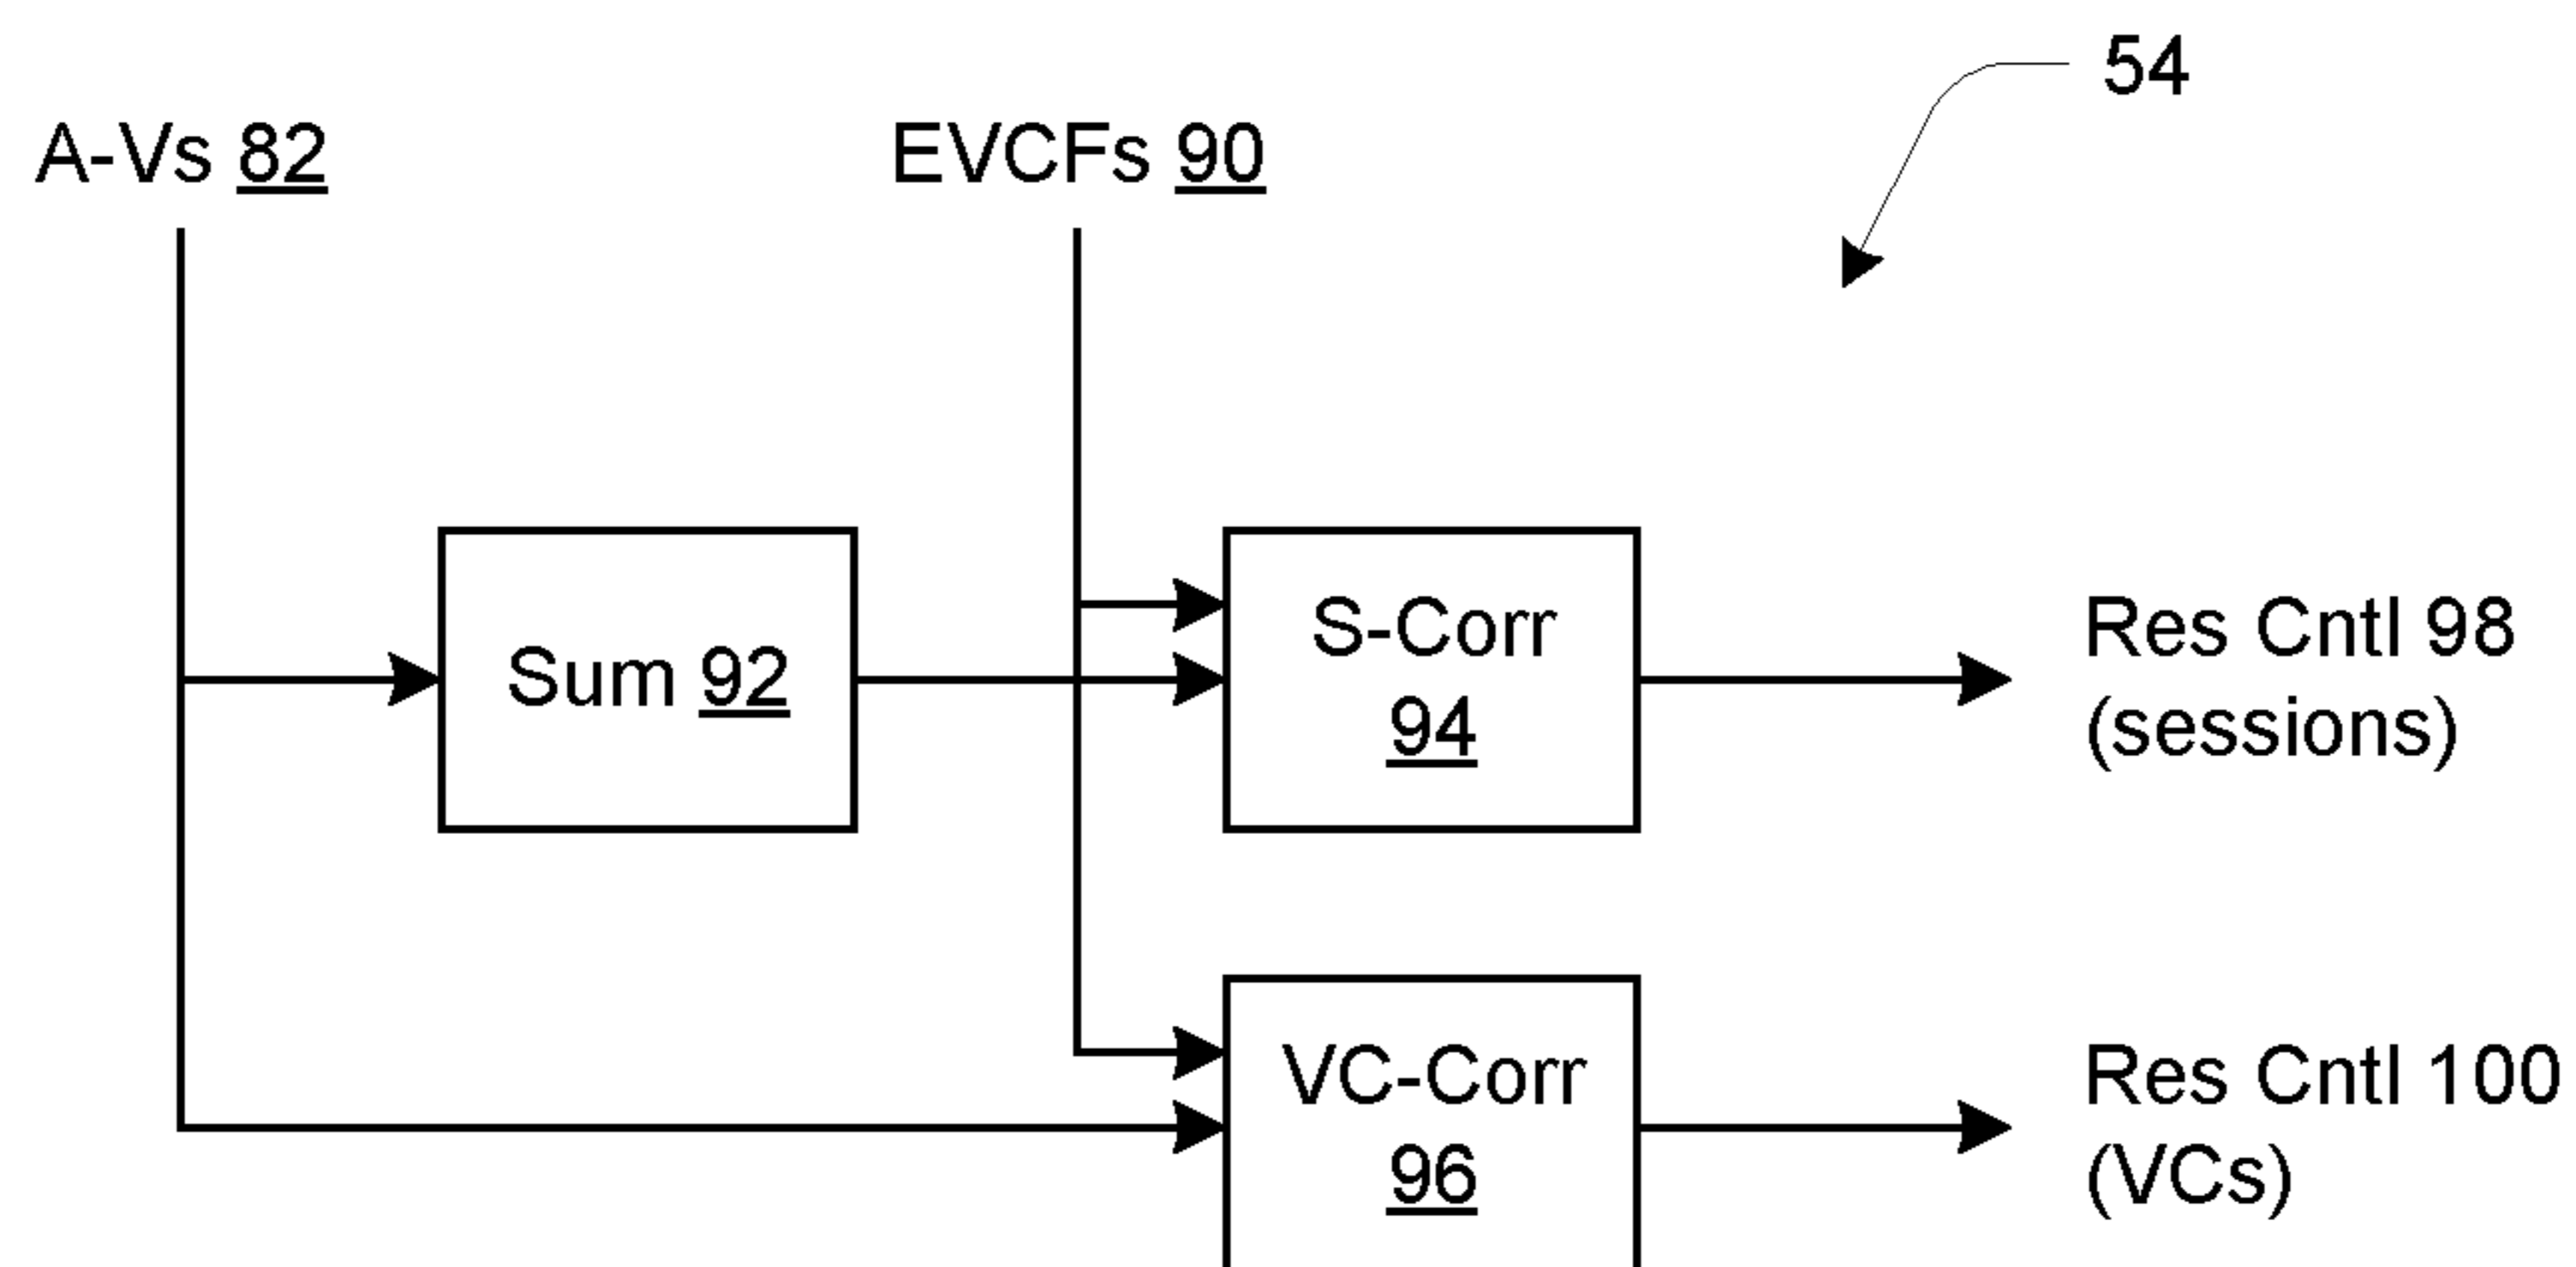 54
A-Vs 82
EVCFs 90
Sum 92
S-Corr
94
Res Cntl 98
(sessions)
VC-Corr
96
Res Cntl 100
(VCs)